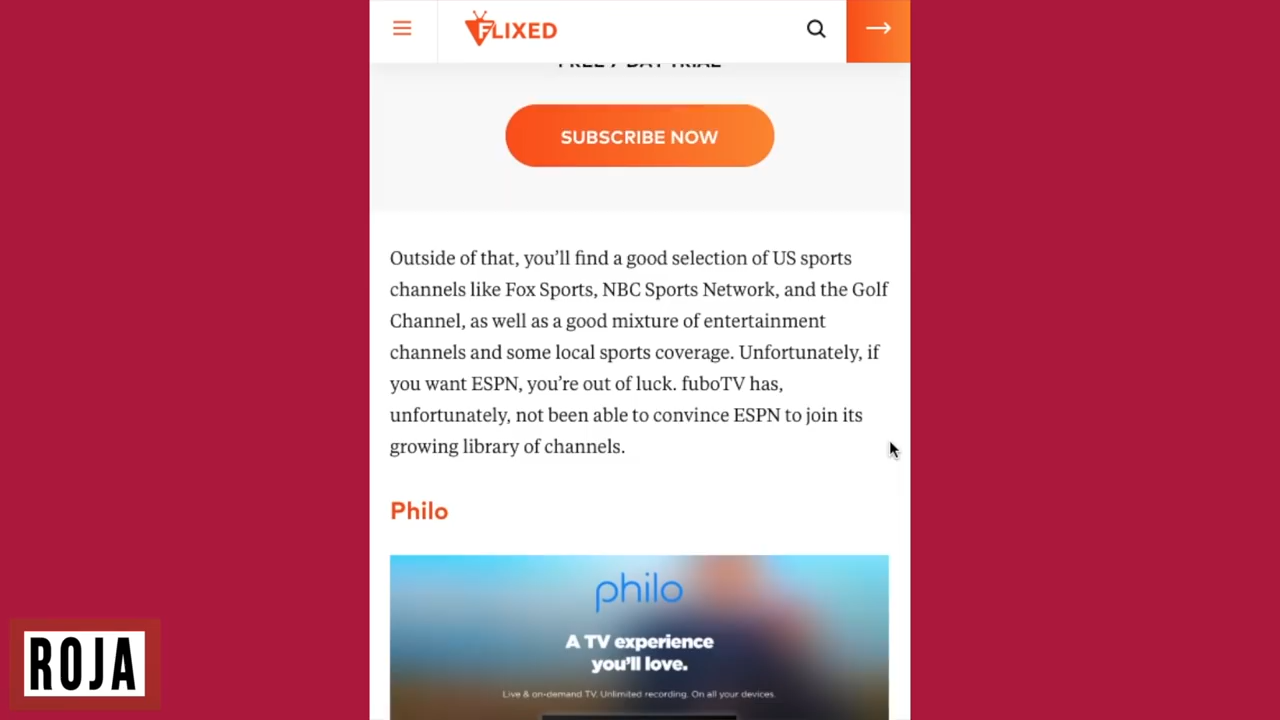 FLIXED
FREE 7 DAY TRIAL
SUBSCRIBE NOW
Outside of that, you’ll find a good selection of US sports
channels like Fox Sports, NBC Sports Network, and the Golf
Channel, as well as a good mixture of entertainment
channels and some local sports coverage. Unfortunately, if
you want ESPN, you’re out of luck. fuboTV has,
unfortunately, not been able to convince ESPN to join its
growing library of channels.
Philo
philo
A TV experience
you’ll love.
Live & on-demand TV. Unlimited recording. On all your devices.
ROJA